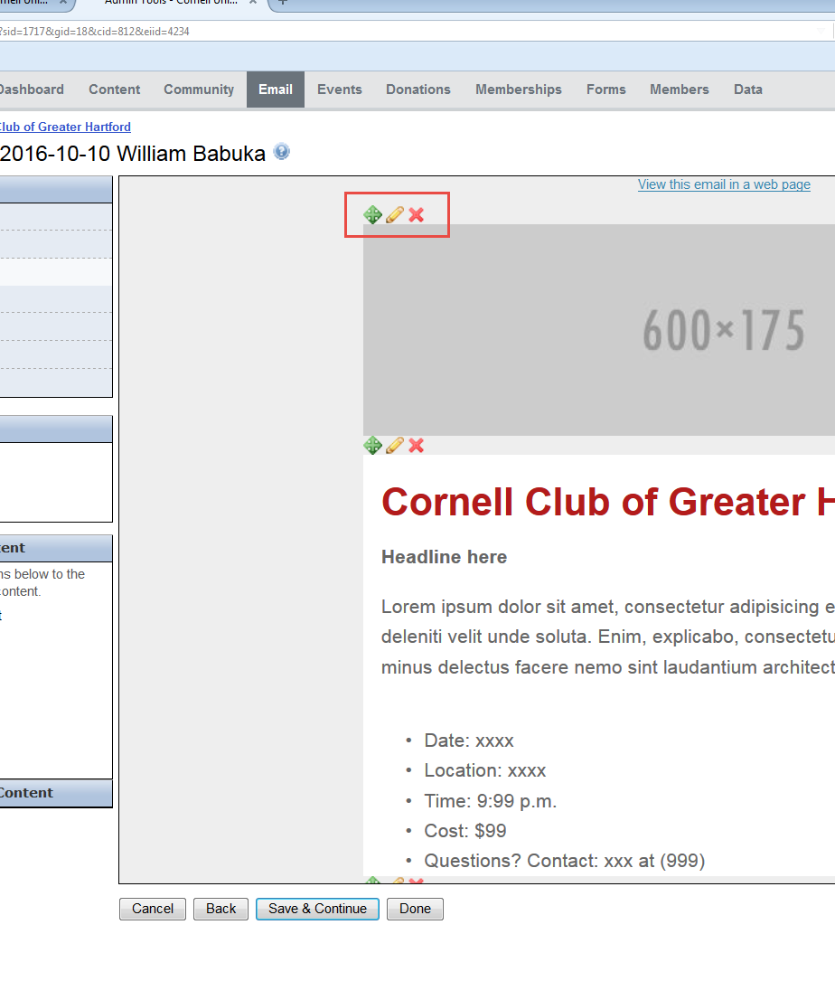 Admin Tools - Cornell Uni...
?sid=1717&gid=18&cid=812&eiid=4234
Dashboard Content Community Email Events Donations Memberships Forms Members Data
Club of Greater Hartford
2016-10-10 William Babuka
View this email in a web page
600×175
Cornell Club of Greater H
Headline here
ent
ns below to the
content.
t
Lorem ipsum dolor sit amet, consectetur adipisicing e
deleniti velit unde soluta. Enim, explicabo, consectetu
minus delectus facere nemo sint laudantium architect
• Date: xxxx
• Location: xxxx
Content
• Time: 9:99 p.m.
• Cost: $99
• Questions? Contact: xxx at (999)
Cancel Back Save & Continue Done